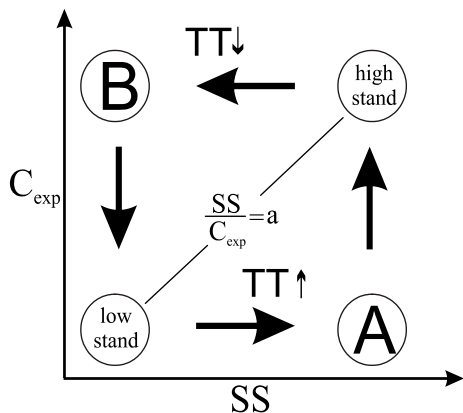 TT↓
B
high
stand
C_exp
SS
C_exp
=a
TT↑
low
stand
A
SS